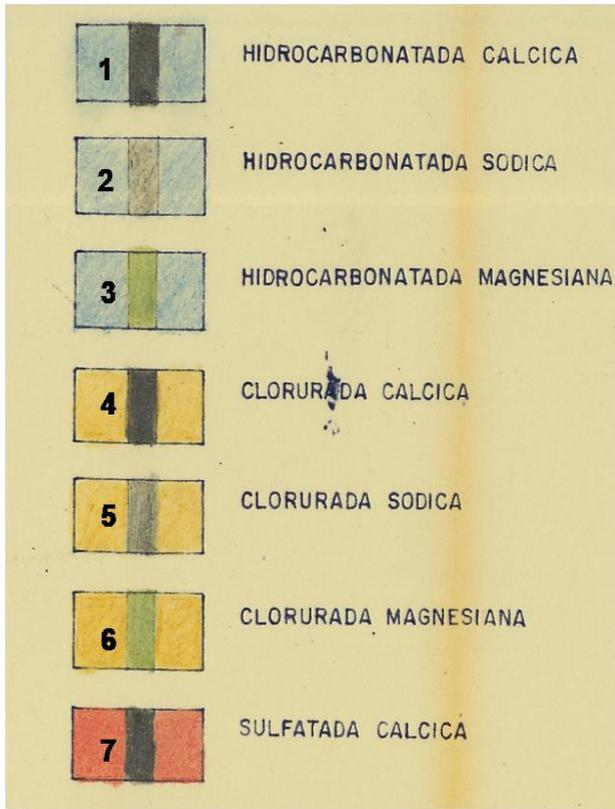 1 HIDROCARBONATADA CALCICA
2 HIDROCARBONATADA SODICA
3 HIDROCARBONATADA MAGNESIANA
4 CLORURADA CALCICA
5 CLORURADA SODICA
6 CLORURADA MAGNESIANA
7 SULFATADA CALCICA